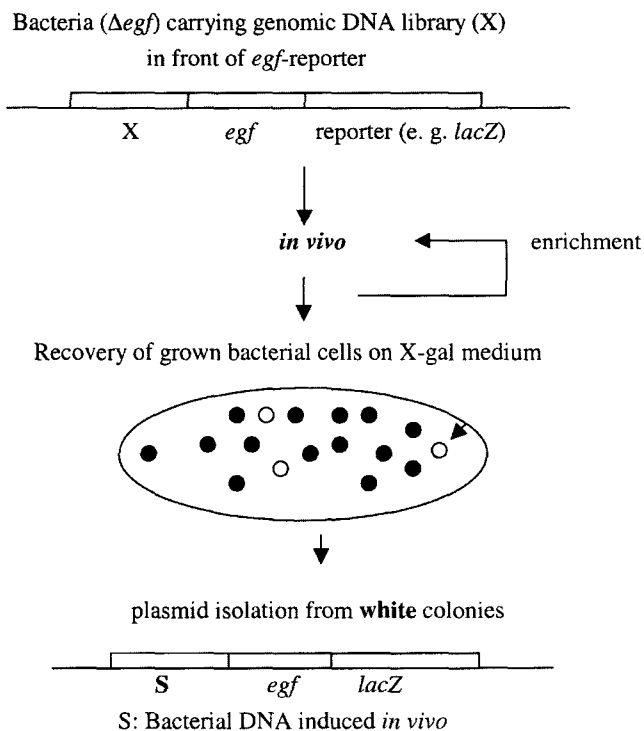 Bacteria (Δegf) carrying genomic DNA library (X)
in front of egf-reporter
X egf reporter (e. g. lacZ)
in vivo
enrichment
Recovery of grown bacterial cells on X-gal medium
plasmid isolation from white colonies
S egf lacZ
S: Bacterial DNA induced in vivo